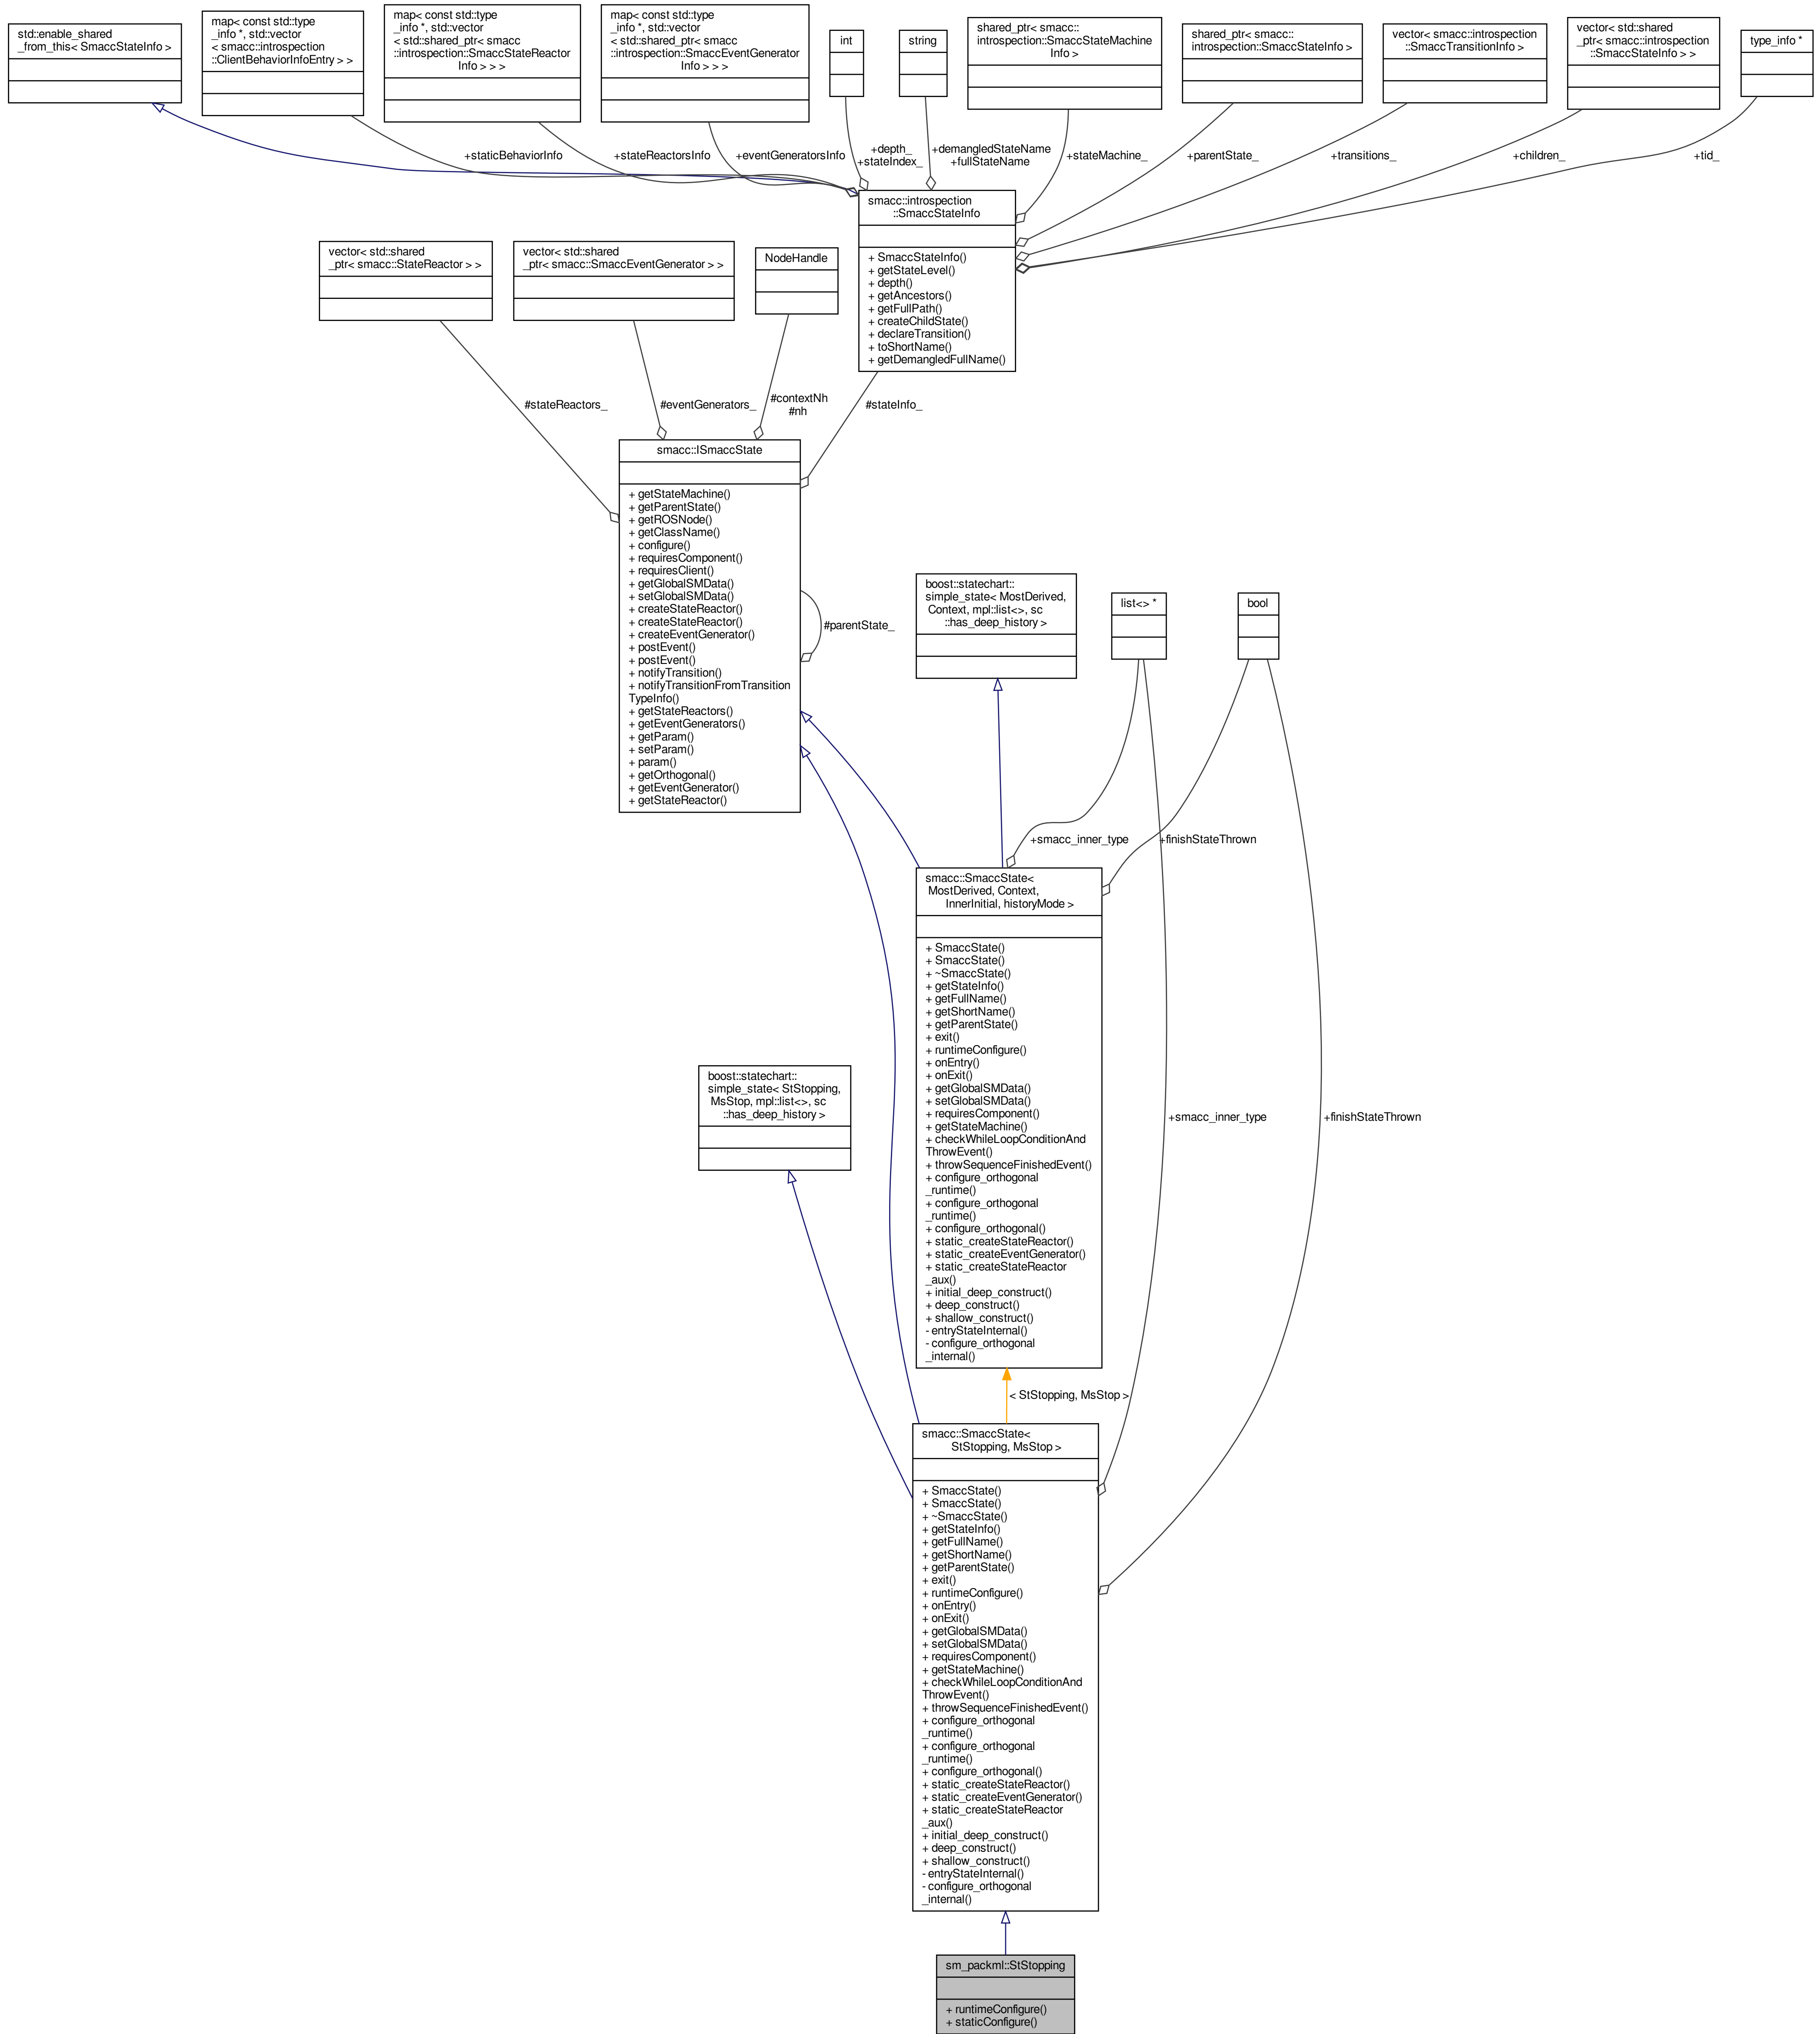 std::enable_shared
_from_this< SmaccStateInfo >
map< const std::type
_info *, std::vector
< smacc::introspection
::ClientBehaviorInfoEntry > >
map< const std::type
_info *, std::vector
< std::shared_ptr< smacc
::introspection::SmaccStateReactor
Info > > >
map< const std::type
_info *, std::vector
< std::shared_ptr< smacc
::introspection::SmaccEventGenerator
Info > > >
int
string
shared_ptr< smacc::
introspection::SmaccStateMachine
Info >
shared_ptr< smacc::
introspection::SmaccStateInfo >
vector< smacc::introspection
::SmaccTransitionInfo >
vector< std::shared
_ptr< smacc::introspection
::SmaccStateInfo > >
type_info *
+staticBehaviorInfo
+stateReactorsInfo
+eventGeneratorsInfo
+depth_
+stateIndex_
+demangledStateName
+fullStateName
+stateMachine_
+parentState_
+transitions_
+children_
+tid_
smacc::introspection
::SmaccStateInfo
+ SmaccStateInfo()
+ getStateLevel()
+ depth()
+ getAncestors()
+ getFullPath()
+ createChildState()
+ declareTransition()
+ toShortName()
+ getDemangledFullName()
vector< std::shared
_ptr< smacc::StateReactor > >
vector< std::shared
_ptr< smacc::SmaccEventGenerator > >
NodeHandle
#stateReactors_
#eventGenerators_
#contextNh
#nh
#stateInfo_
smacc::ISmaccState
+ getStateMachine()
+ getParentState()
+ getROSNode()
+ getClassName()
+ configure()
+ requiresComponent()
+ requiresClient()
+ getGlobalSMData()
+ setGlobalSMData()
+ createStateReactor()
+ createStateReactor()
+ createEventGenerator()
+ postEvent()
+ postEvent()
+ notifyTransition()
+ notifyTransitionFromTransition
TypeInfo()
+ getStateReactors()
+ getEventGenerators()
+ getParam()
+ setParam()
+ param()
+ getOrthogonal()
+ getEventGenerator()
+ getStateReactor()
#parentState_
boost::statechart::
simple_state< MostDerived,
Context, mpl::list<>, sc
::has_deep_history >
list<> *
bool
+smacc_inner_type
+finishStateThrown
smacc::SmaccState<
MostDerived, Context,
InnerInitial, historyMode >
+ SmaccState()
+ SmaccState()
+ ~SmaccState()
+ getStateInfo()
+ getFullName()
+ getShortName()
+ getParentState()
+ exit()
+ runtimeConfigure()
+ onEntry()
+ onExit()
+ getGlobalSMData()
+ setGlobalSMData()
+ requiresComponent()
+ getStateMachine()
+ checkWhileLoopConditionAnd
ThrowEvent()
+ throwSequenceFinishedEvent()
+ configure_orthogonal
_runtime()
+ configure_orthogonal
_runtime()
+ configure_orthogonal()
+ static_createStateReactor()
+ static_createEventGenerator()
+ static_createStateReactor
_aux()
+ initial_deep_construct()
+ deep_construct()
+ shallow_construct()
- entryStateInternal()
- configure_orthogonal
_internal()
boost::statechart::
simple_state< StStopping,
MsStop, mpl::list<>, sc
::has_deep_history >
+smacc_inner_type
+finishStateThrown
< StStopping, MsStop >
smacc::SmaccState<
StStopping, MsStop >
+ SmaccState()
+ SmaccState()
+ ~SmaccState()
+ getStateInfo()
+ getFullName()
+ getShortName()
+ getParentState()
+ exit()
+ runtimeConfigure()
+ onEntry()
+ onExit()
+ getGlobalSMData()
+ setGlobalSMData()
+ requiresComponent()
+ getStateMachine()
+ checkWhileLoopConditionAnd
ThrowEvent()
+ throwSequenceFinishedEvent()
+ configure_orthogonal
_runtime()
+ configure_orthogonal
_runtime()
+ configure_orthogonal()
+ static_createStateReactor()
+ static_createEventGenerator()
+ static_createStateReactor
_aux()
+ initial_deep_construct()
+ deep_construct()
+ shallow_construct()
- entryStateInternal()
- configure_orthogonal
_internal()
sm_packml::StStopping
+ runtimeConfigure()
+ staticConfigure()